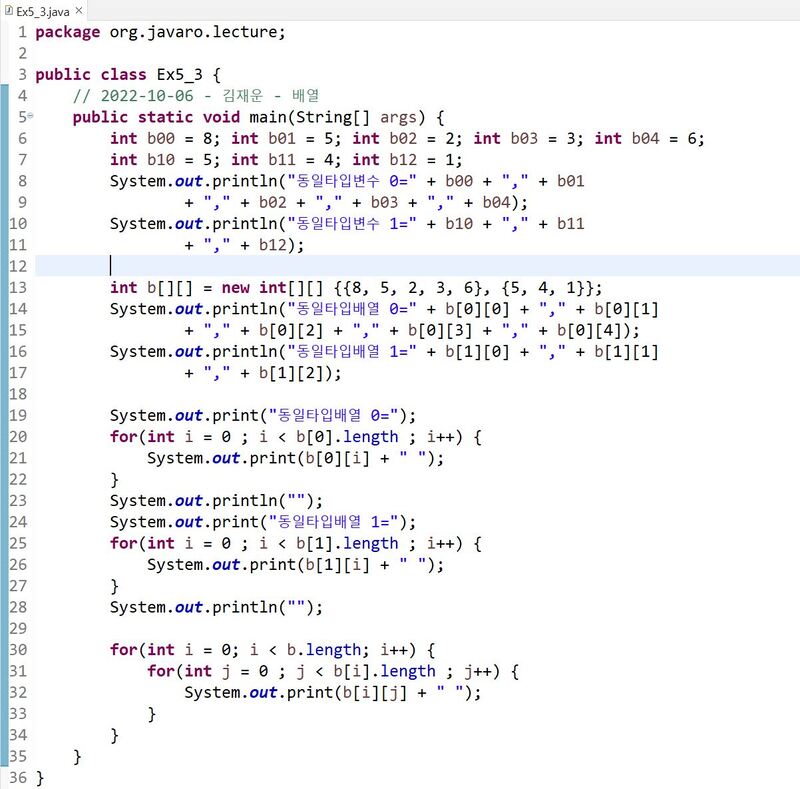 Ex5_3.java
1 package org.javaro.lecture;
2
3 public class Ex5_3 {
4     // 2022-10-06 - 김재운 - 배열
5     public static void main(String[] args) {
6         int b00 = 8; int b01 = 5; int b02 = 2; int b03 = 3; int b04 = 6;
7         int b10 = 5; int b11 = 4; int b12 = 1;
8         System.out.println("동일타입변수 0=" + b00 + "," + b01
9                 + "," + b02 + "," + b03 + "," + b04);
10         System.out.println("동일타입변수 1=" + b10 + "," + b11
11                 + "," + b12);
12
13         int b[][] = new int[][] {{8, 5, 2, 3, 6}, {5, 4, 1}};
14         System.out.println("동일타입배열 0=" + b[0][0] + "," + b[0][1]
15                 + "," + b[0][2] + "," + b[0][3] + "," + b[0][4]);
16         System.out.println("동일타입배열 1=" + b[1][0] + "," + b[1][1]
17                 + "," + b[1][2]);
18
19         System.out.print("동일타입배열 0=");
20         for(int i = 0 ; i < b[0].length ; i++) {
21             System.out.print(b[0][i] + " ");
22         }
23         System.out.println("");
24         System.out.print("동일타입배열 1=");
25         for(int i = 0 ; i < b[1].length ; i++) {
26             System.out.print(b[1][i] + " ");
27         }
28         System.out.println("");
29
30         for(int i = 0; i < b.length; i++) {
31             for(int j = 0 ; j < b[i].length ; j++) {
32                 System.out.print(b[i][j] + " ");
33             }
34         }
35     }
36 }